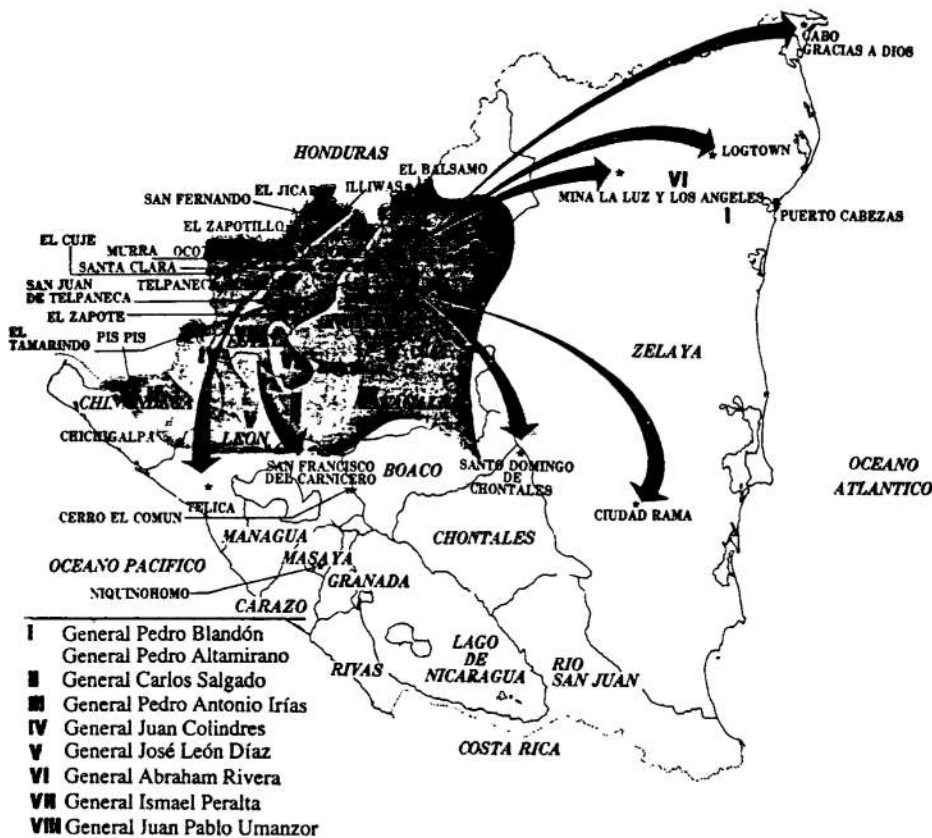 CABO
GRACIAS A DIOS
HONDURAS
EL BALSAMO
LOGTOWN
EL JICAR
ILLIWAS
SAN FERNANDO
VI
MINA LA LUZ Y LOS ANGELES
I
PUERTO CABEZAS
EL ZAPOTILLO
EL CUJE
MURRA
OCOT
SANTA CLARA
SAN JUAN
DE TELPANECA
TELPANECA
EL ZAPOTE
EL
TAMARINDO
PIS PIS
ZELAYA
CHINANDEGA
CHICHIGALPA
V
LEON
SAN FRANCISCO
DEL CARNICERO
BOACO
SANTO DOMINGO
DE
CHONTALES
OCEANO
ATLANTICO
TELICA
CERRO EL COMUN
CIUDAD RAMA
MANAGUA
CHONTALES
OCEANO PACIFICO
MASAYA
GRANADA
NIQUINOHOMO
CARAZO
LAGO
DE
NICARAGUA
RIVAS
RIO
SAN JUAN
COSTA RICA
I General Pedro Blandón
General Pedro Altamirano
II General Carlos Salgado
III General Pedro Antonio Irías
IV General Juan Colindres
V General José León Díaz
VI General Abraham Rivera
VII General Ismael Peralta
VIII General Juan Pablo Umanzor